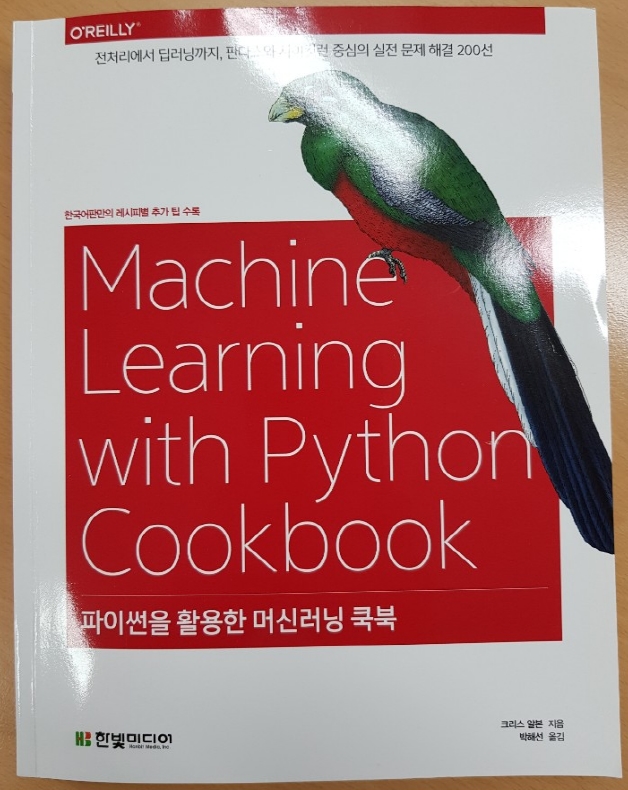 O'REILLY®
전처리에서 딥러닝까지, 판다스와 중심의 실전 문제 해결 200선
한국어판만의 레시피별 추가 팁 수록
Machine
Learning
with Python
Cookbook
파이썬을 활용한 머신러닝 쿡북
한빛미디어
Hanbit Media, Inc.
크리스 알본 지음
박해선 옮김